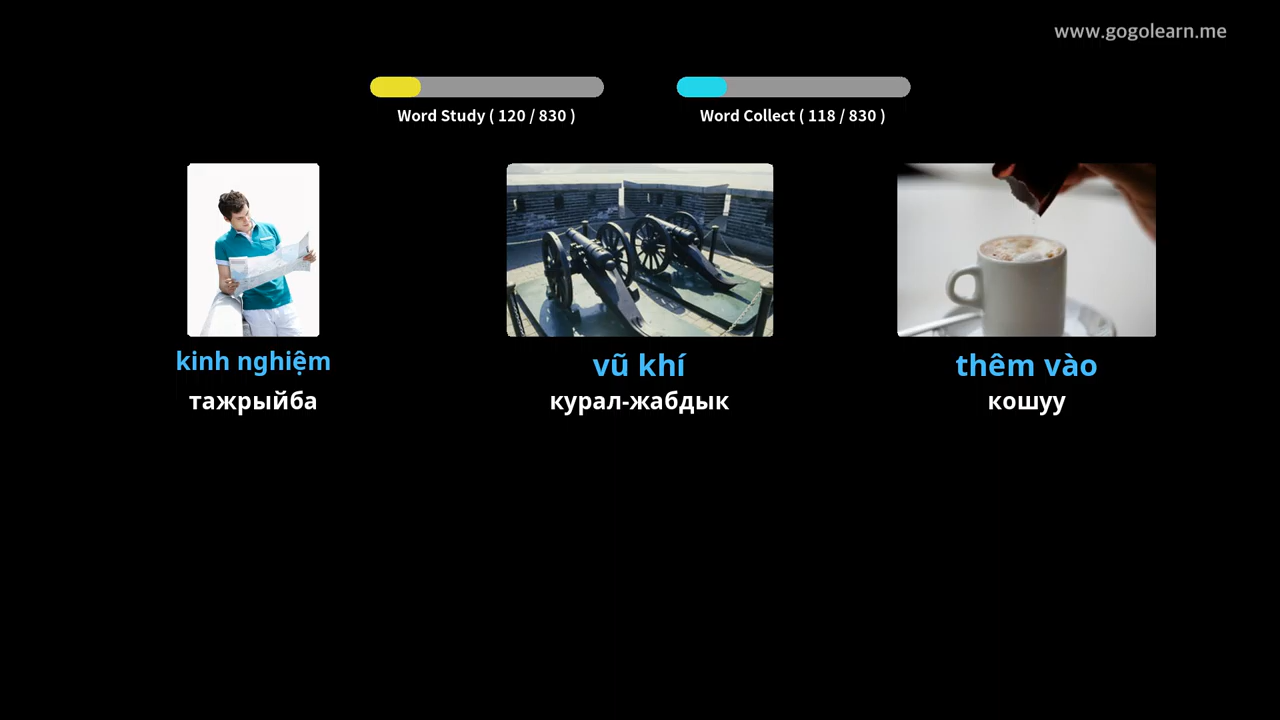 www.gogolearn.me
Word Study ( 120 / 830 )
Word Collect ( 118 / 830 )
kinh nghiệm
тажрыйба
vũ khí
курал-жабдык
thêm vào
кошуу